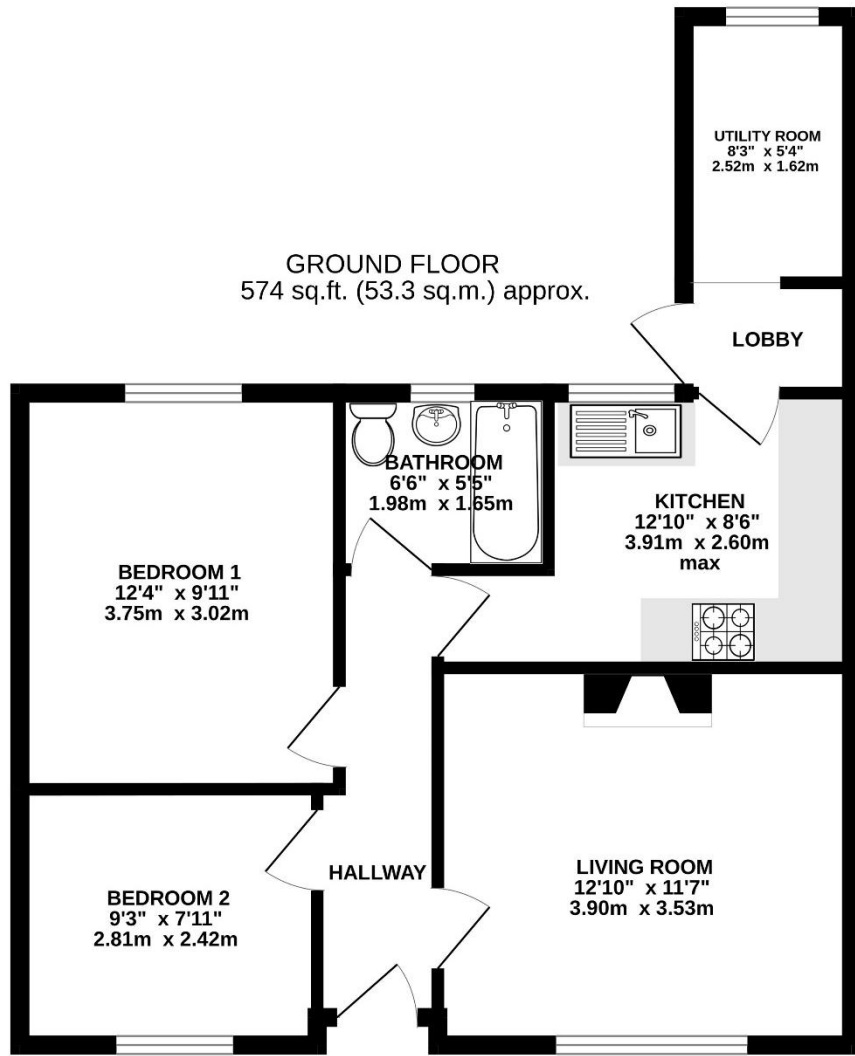 UTILITY ROOM
8'3" x 5'4"
2.52m x 1.62m
GROUND FLOOR
574 sq.ft. (53.3 sq.m.) approx.
LOBBY
BATHROOM
6'6" x 5'5"
1.98m x 1.65m
KITCHEN
12'10" x 8'6"
3.91m x 2.60m
max
BEDROOM 1
12'4" x 9'11"
3.75m x 3.02m
HALLWAY
LIVING ROOM
12'10" x 11'7"
3.90m x 3.53m
BEDROOM 2
9'3" x 7'11"
2.81m x 2.42m